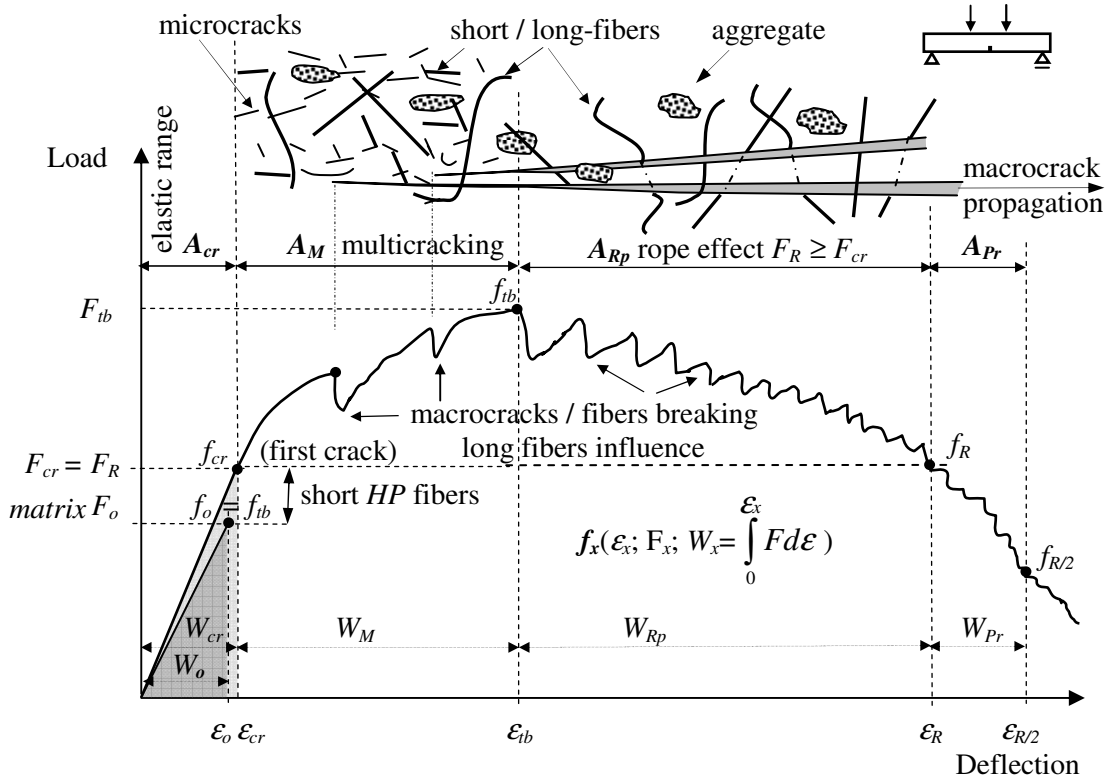 microcracks
short / long-fibers
aggregate
Load
elastic range
macrocrack
propagation
A_cr
A_M multicracking
A_Rp rope effect F_R ≥ F_cr
A_Pr
F_tb
f_tb
macrocracks / fibers breaking
long fibers influence
f_cr
(first crack)
F_cr = F_R
f_R
short HP fibers
matrix F_o
f_o = f_tb
f_x(ε_x; F_x; W_x = ∫_0^{ε_x} F dε )
f_R/2
W_cr
W_M
W_Rp
W_Pr
W_o
ε_o ε_cr
ε_tb
ε_R
ε_R/2
Deflection